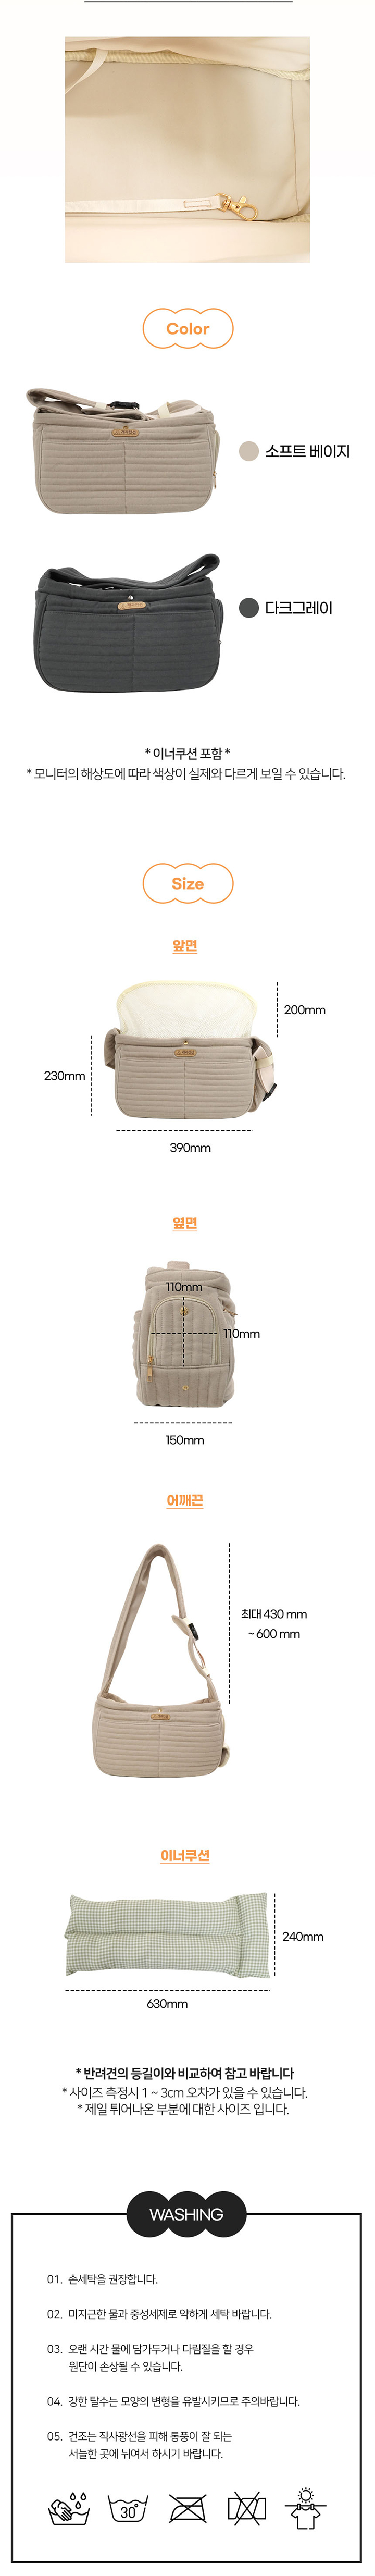 Color
소프트 베이지
다크그레이
* 이너쿠션 포함 *
* 모니터의 해상도에 따라 색상이 실제와 다르게 보일 수 있습니다.
Size
앞면
200mm
230mm
390mm
옆면
110mm
110mm
150mm
어깨끈
최대 430 mm
~ 600 mm
이너쿠션
240mm
630mm
* 반려견의 등길이와 비교하여 참고 바랍니다
* 사이즈 측정시 1 ~ 3cm 오차가 있을 수 있습니다.
* 제일 튀어나온 부분에 대한 사이즈 입니다.
WASHING
01. 손세탁을 권장합니다.
02. 미지근한 물과 중성세제로 약하게 세탁 바랍니다.
03. 오랜 시간 물에 담가두거나 다림질을 할 경우
원단이 손상될 수 있습니다.
04. 강한 탈수는 모양의 변형을 유발시키므로 주의바랍니다.
05. 건조는 직사광선을 피해 통풍이 잘 되는
서늘한 곳에 뉘여서 하시기 바랍니다.
30°